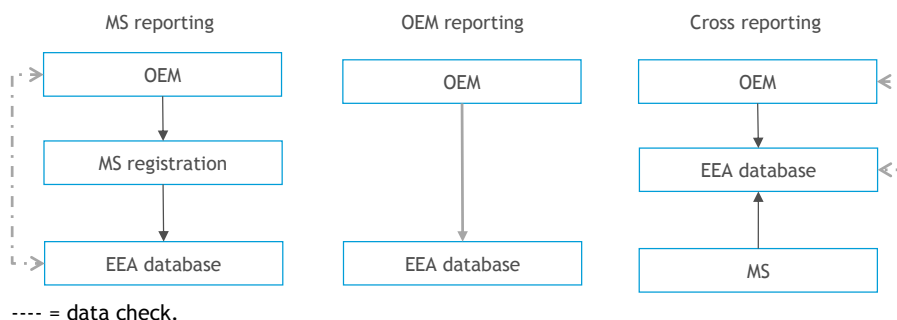 MS reporting
OEM
MS registration
EEA database
OEM reporting
OEM
EEA database
Cross reporting
OEM
EEA database
MS
---- = data check.